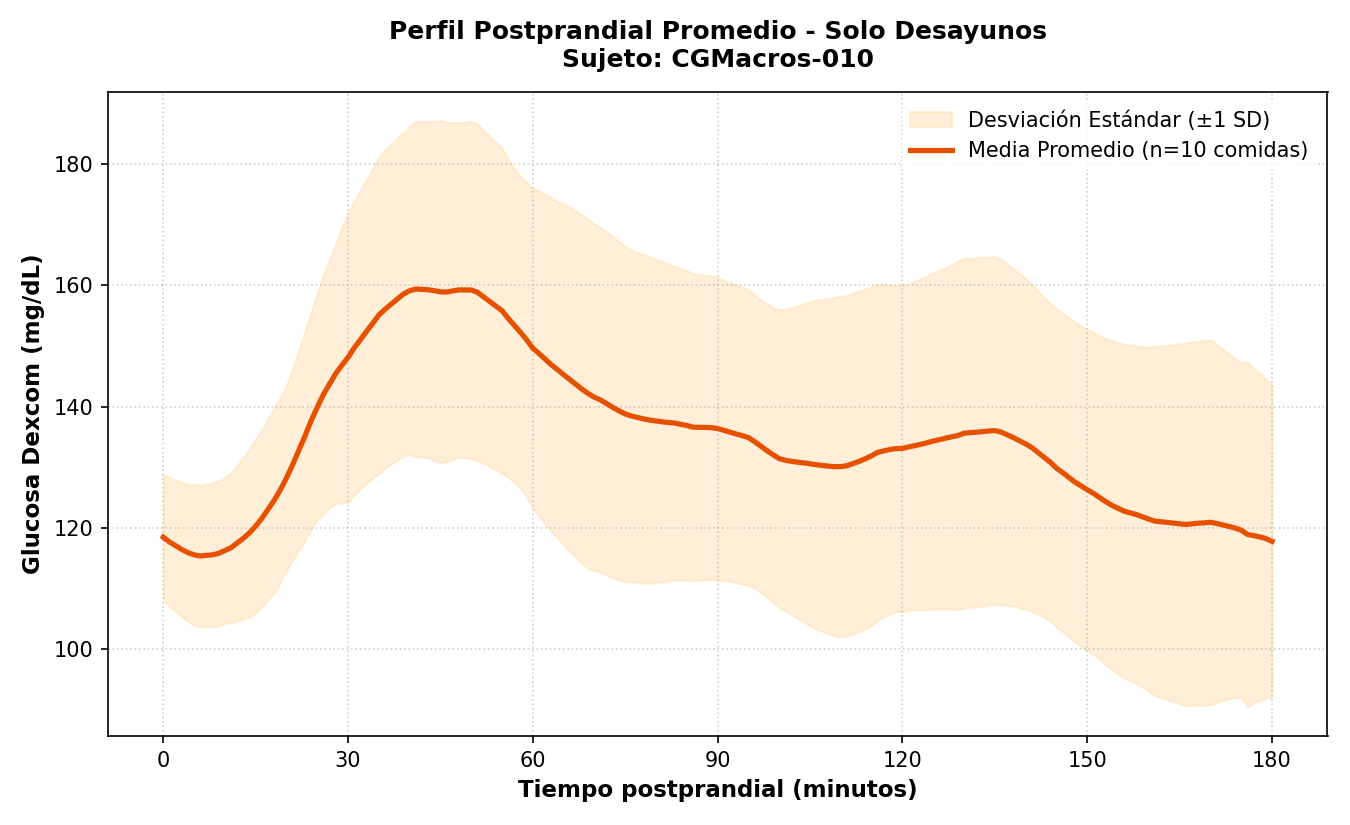 Perfil Postprandial Promedio - Solo Desayunos
Sujeto: CGMacros-010
Desviación Estándar (±1 SD)
Media Promedio (n=10 comidas)
Glucosa Dexcom (mg/dL)
180
160
140
120
100
0 30 60 90 120 150 180
Tiempo postprandial (minutos)